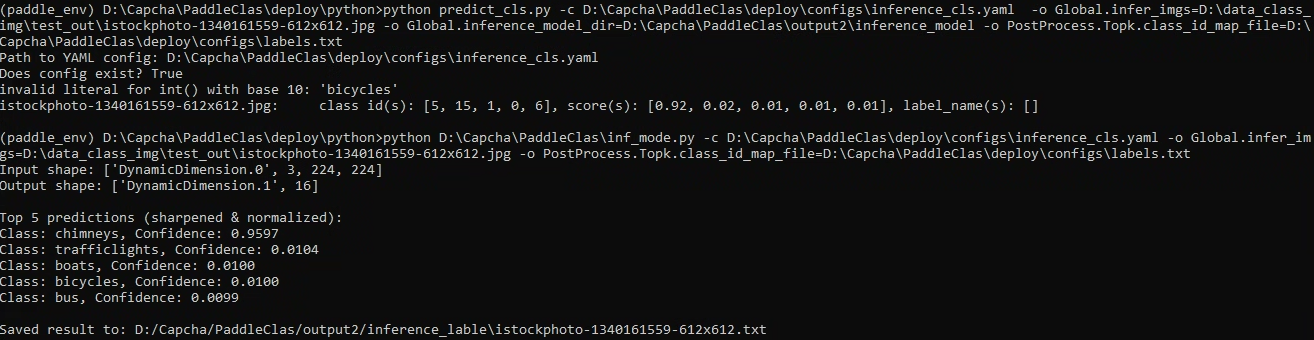 (paddle_env) D:\Capcha\PaddleClas\deploy\python>python predict_cls.py -c D:\Capcha\PaddleClas\deploy\configs\inference_cls.yaml  -o Global.infer_imgs=D:\data_class_
img\test_out\istockphoto-1340161559-612x612.jpg -o Global.inference_model_dir=D:\Capcha\PaddleClas\output2\inference_model -o PostProcess.Topk.class_id_map_file=D:\
Capcha\PaddleClas\deploy\configs\labels.txt
Path to YAML config: D:\Capcha\PaddleClas\deploy\configs\inference_cls.yaml
Does config exist? True
invalid literal for int() with base 10: 'bicycles'
istockphoto-1340161559-612x612.jpg:     class id(s): [5, 15, 1, 0, 6], score(s): [0.92, 0.02, 0.01, 0.01, 0.01], label_name(s): []
(paddle_env) D:\Capcha\PaddleClas\deploy\python>python D:\Capcha\PaddleClas\inf_mode.py -c D:\Capcha\PaddleClas\deploy\configs\inference_cls.yaml -o Global.infer_im
gs=D:\data_class_img\test_out\istockphoto-1340161559-612x612.jpg -o PostProcess.Topk.class_id_map_file=D:\Capcha\PaddleClas\deploy\configs\labels.txt
Input shape: ['DynamicDimension.0', 3, 224, 224]
Output shape: ['DynamicDimension.1', 16]
Top 5 predictions (sharpened & normalized):
Class: chimneys, Confidence: 0.9597
Class: trafficlights, Confidence: 0.0104
Class: boats, Confidence: 0.0100
Class: bicycles, Confidence: 0.0100
Class: bus, Confidence: 0.0099
Saved result to: D:/Capcha/PaddleClas/output2/inference_lable\istockphoto-1340161559-612x612.txt